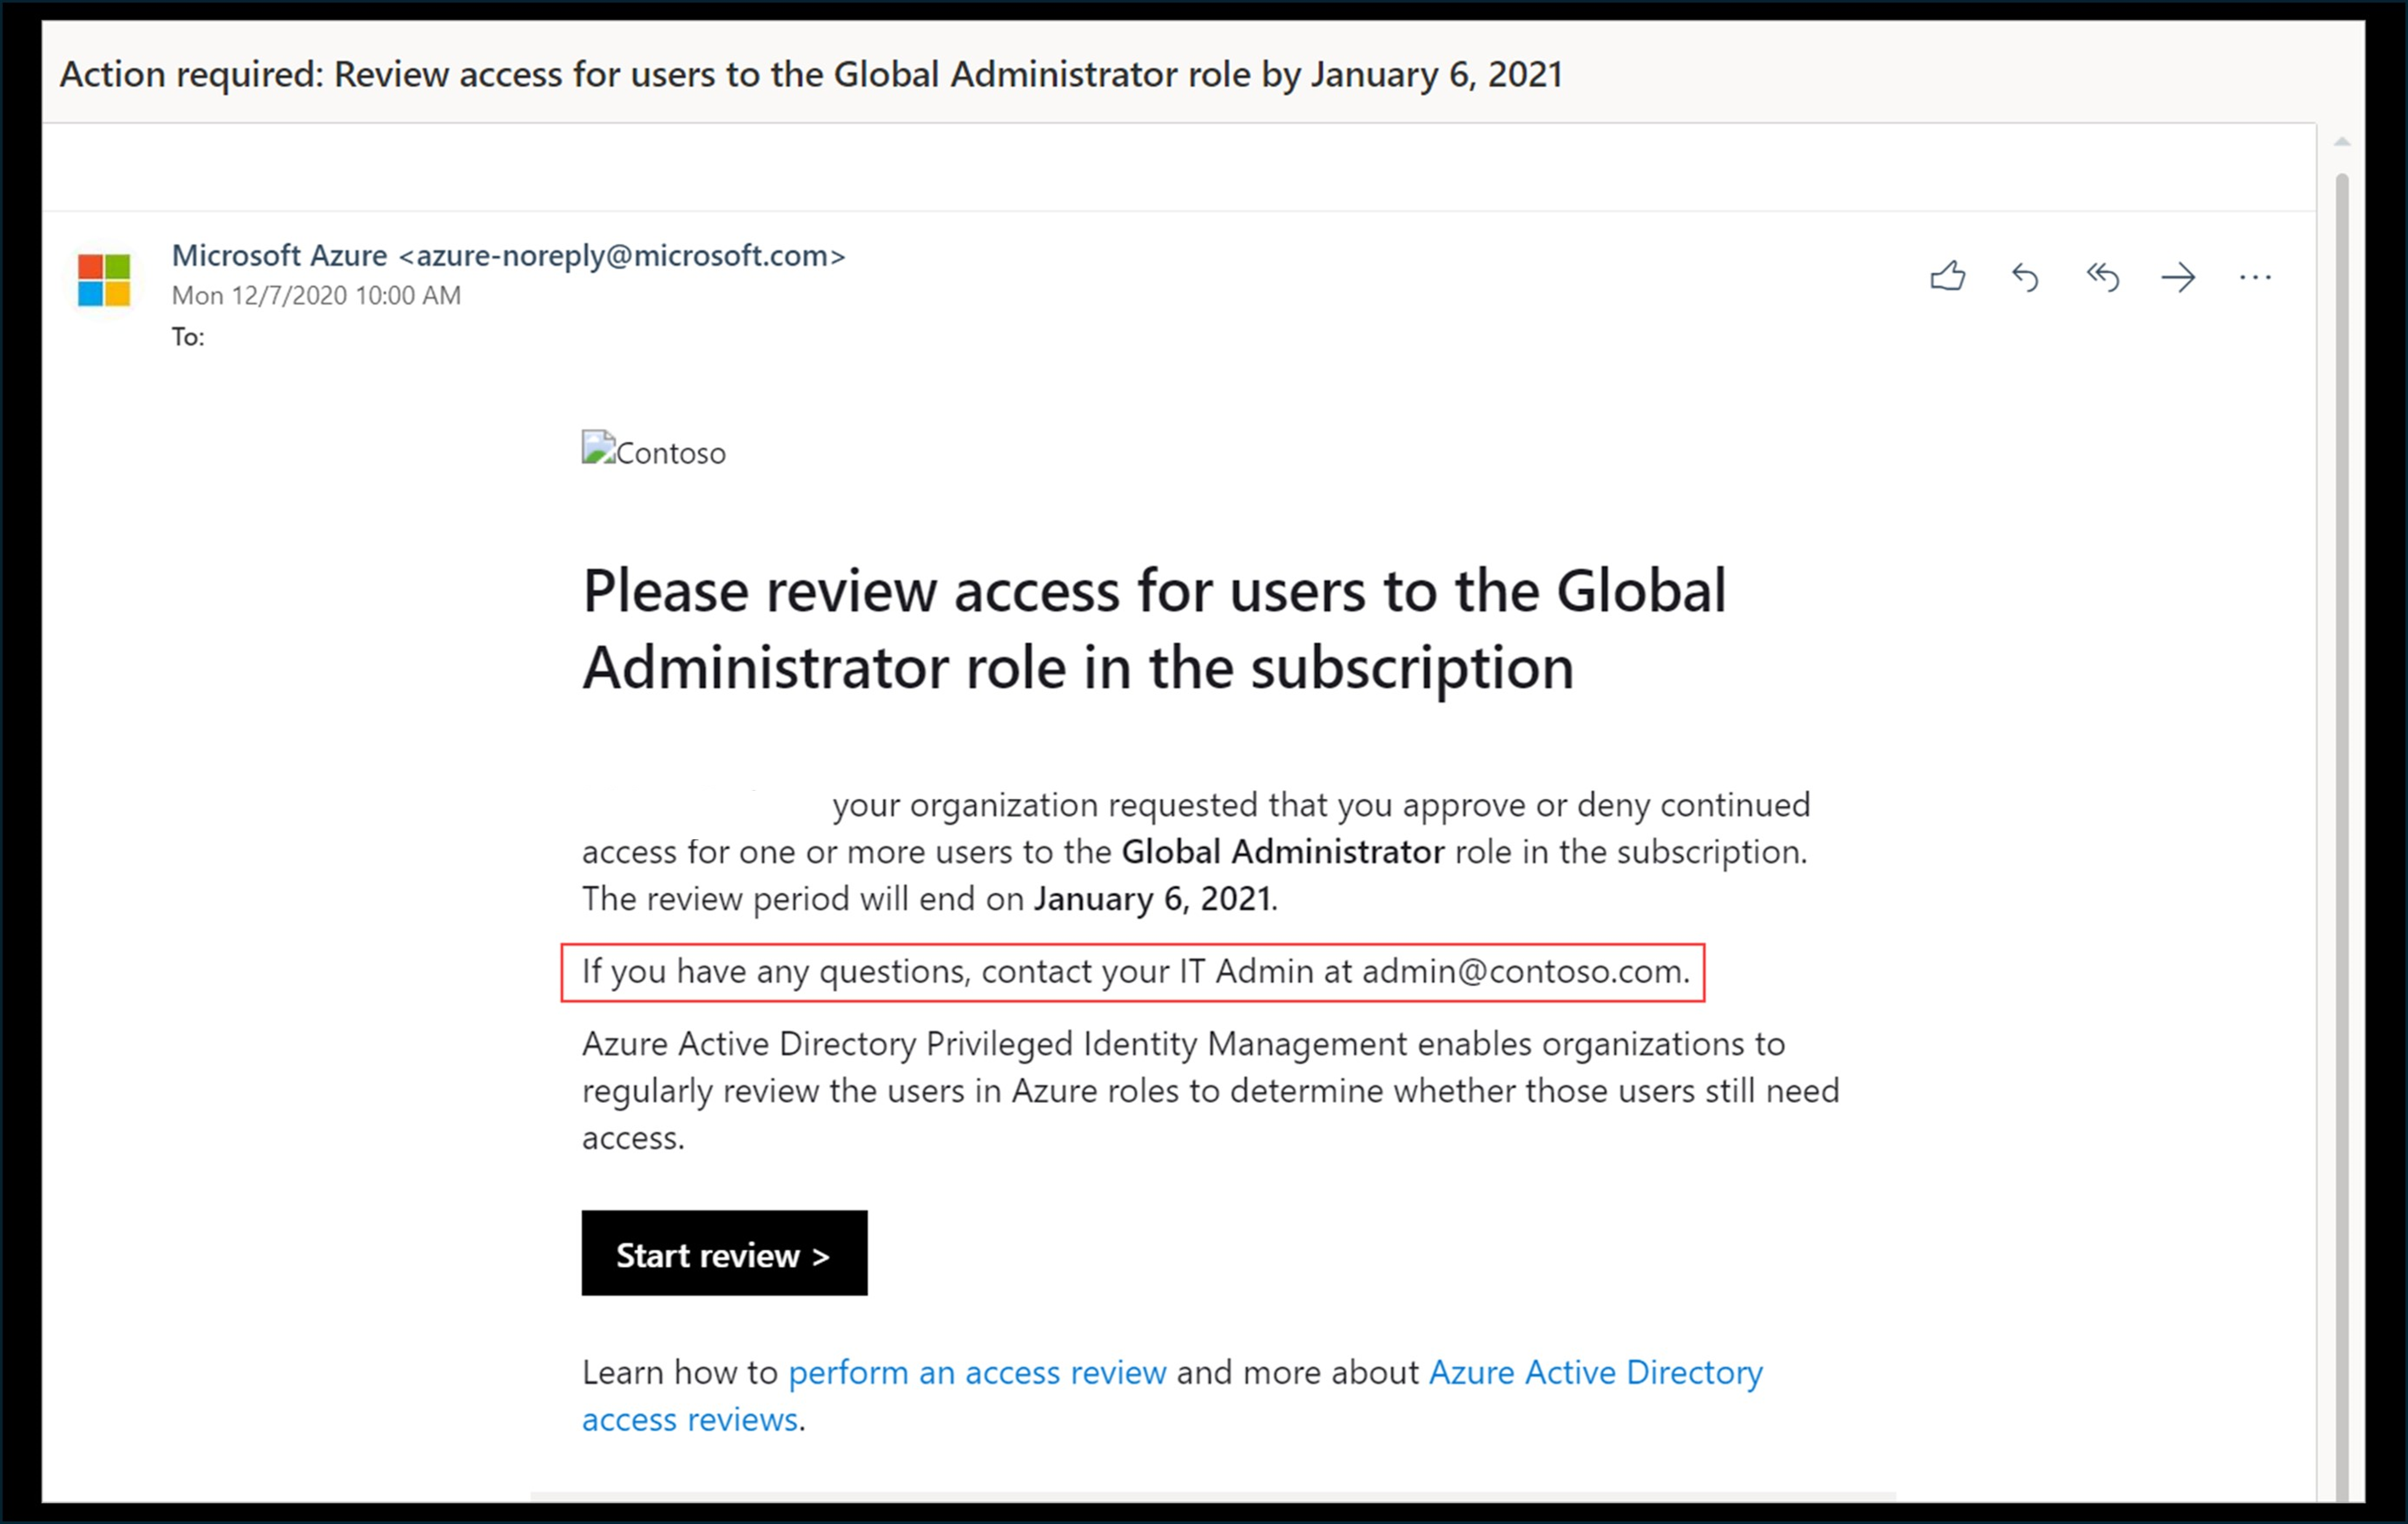 Action required: Review access for users to the Global Administrator role by January 6, 2021
Microsoft Azure <azure-noreply@microsoft.com>
Mon 12/7/2020 10:00 AM
To:
Contoso
Please review access for users to the Global
Administrator role in the subscription
your organization requested that you approve or deny continued
access for one or more users to the Global Administrator role in the subscription.
The review period will end on January 6, 2021.
If you have any questions, contact your IT Admin at admin@contoso.com.
Azure Active Directory Privileged Identity Management enables organizations to
regularly review the users in Azure roles to determine whether those users still need
access.
Start review >
Learn how to perform an access review and more about Azure Active Directory
access reviews.